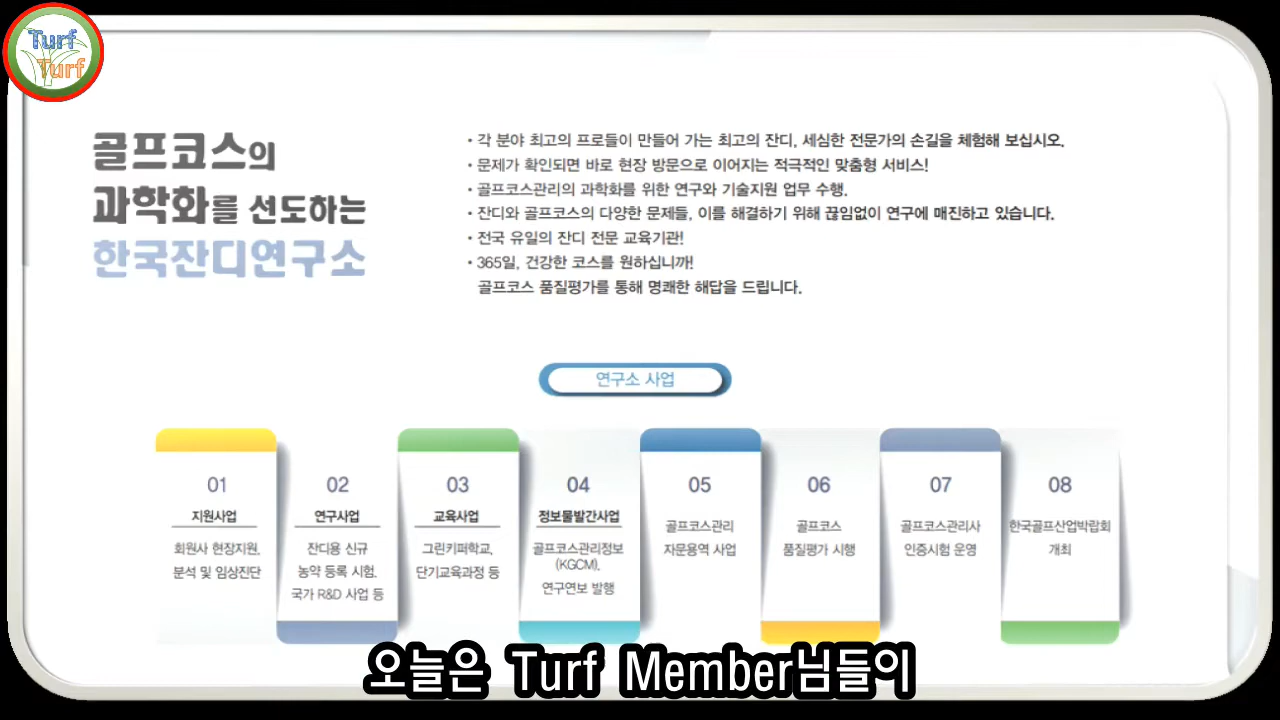 Turf
Turf
골프코스의
과학화를 선도하는
한국잔디연구소
• 각 분야 최고의 프로들이 만들어 가는 최고의 잔디, 세심한 전문가의 손길을 체험해 보십시오.
• 문제가 확인되면 바로 현장 방문으로 이어지는 적극적인 맞춤형 서비스!
• 골프코스관리의 과학화를 위한 연구와 기술지원 업무 수행.
• 잔디와 골프코스의 다양한 문제들, 이를 해결하기 위해 끊임없이 연구에 매진하고 있습니다.
• 전국 유일의 잔디 전문 교육기관!
• 365일, 건강한 코스를 원하십니까!
골프코스 품질평가를 통해 명쾌한 해답을 드립니다.
연구소 사업
01
지원사업
회원사 현장지원,
분석 및 임상진단
02
연구사업
잔디용 신규
농약 등록 시험,
국가 R&D 사업 등
03
교육사업
그린키퍼학교,
단기교육과정 등
04
정보물발간사업
골프코스관리정보
(KGCM),
연구연보 발행
05
골프코스관리
자문용역 사업
06
골프코스
품질평가 시행
07
골프코스관리사
인증시험 운영
08
한국골프산업박람회
개최
오늘은 Turf Member님들이